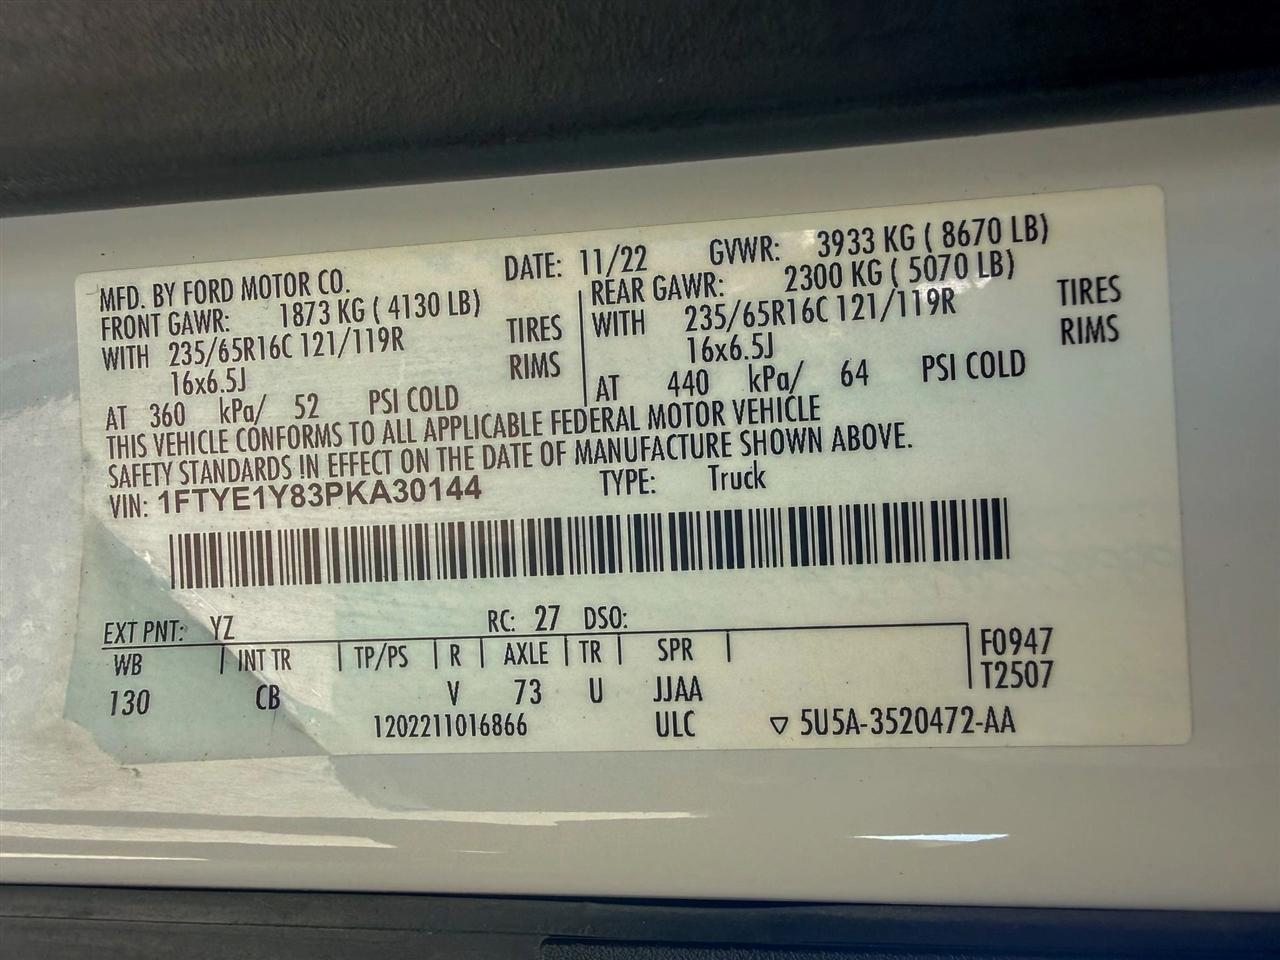 MFD. BY FORD MOTOR CO. DATE: 11/22 GVWR: 3933 KG ( 8670 LB)
FRONT GAWR: 1873 KG ( 4130 LB) REAR GAWR: 2300 KG ( 5070 LB)
WITH 235/65R16C 121/119R TIRES WITH 235/65R16C 121/119R TIRES
16x6.5J RIMS 16x6.5J RIMS
AT 360 kPa/ 52 PSI COLD AT 440 kPa/ 64 PSI COLD
THIS VEHICLE CONFORMS TO ALL APPLICABLE FEDERAL MOTOR VEHICLE
SAFETY STANDARDS IN EFFECT ON THE DATE OF MANUFACTURE SHOWN ABOVE.
VIN: 1FTYE1Y83PKA30144 TYPE: Truck
EXT PNT: YZ RC: 27 DSO:
WB INT TR TP/PS R AXLE TR SPR F0947
130 CB V 73 U JJAA T2507
1202211016866 ULC ▽ 5U5A-3520472-AA